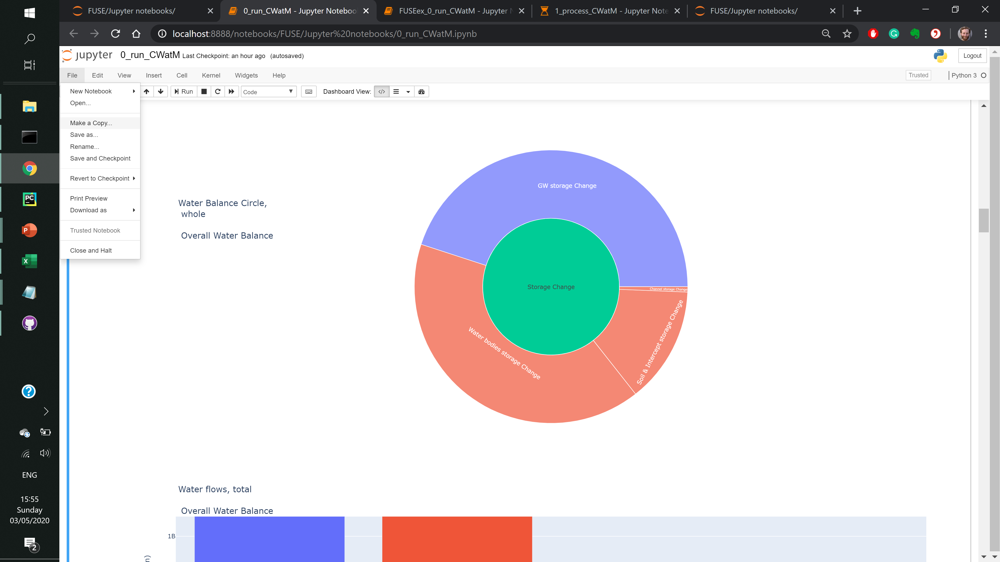 FUSE/Jupyter notebooks/
0_run_CWatM - Jupyter Noteboo
FUSEex_0_run_CWatM - Jupyter N
1_process_CWatM - Jupyter Note
FUSE/Jupyter notebooks/
localhost:8888/notebooks/FUSE/Jupyter%20notebooks/0_run_CWatM.ipynb
jupyter 0_run_CWatM Last Checkpoint: an hour ago (autosaved)
Logout
File Edit View Insert Cell Kernel Widgets Help
Trusted Python 3
Run Code Dashboard View: </>
New Notebook
Open...
Make a Copy...
Save as...
Rename...
Save and Checkpoint
Revert to Checkpoint
Print Preview
Download as
Trusted Notebook
Close and Halt
Water Balance Circle,
whole
Overall Water Balance
GW storage Change
Storage Change
Channel storage Change
Soil & Intercept storage Change
Water bodies storage Change
Water flows, total
Overall Water Balance
1B
n)
PC
P
X
?
ENG
15:55
Sunday
03/05/2020
2